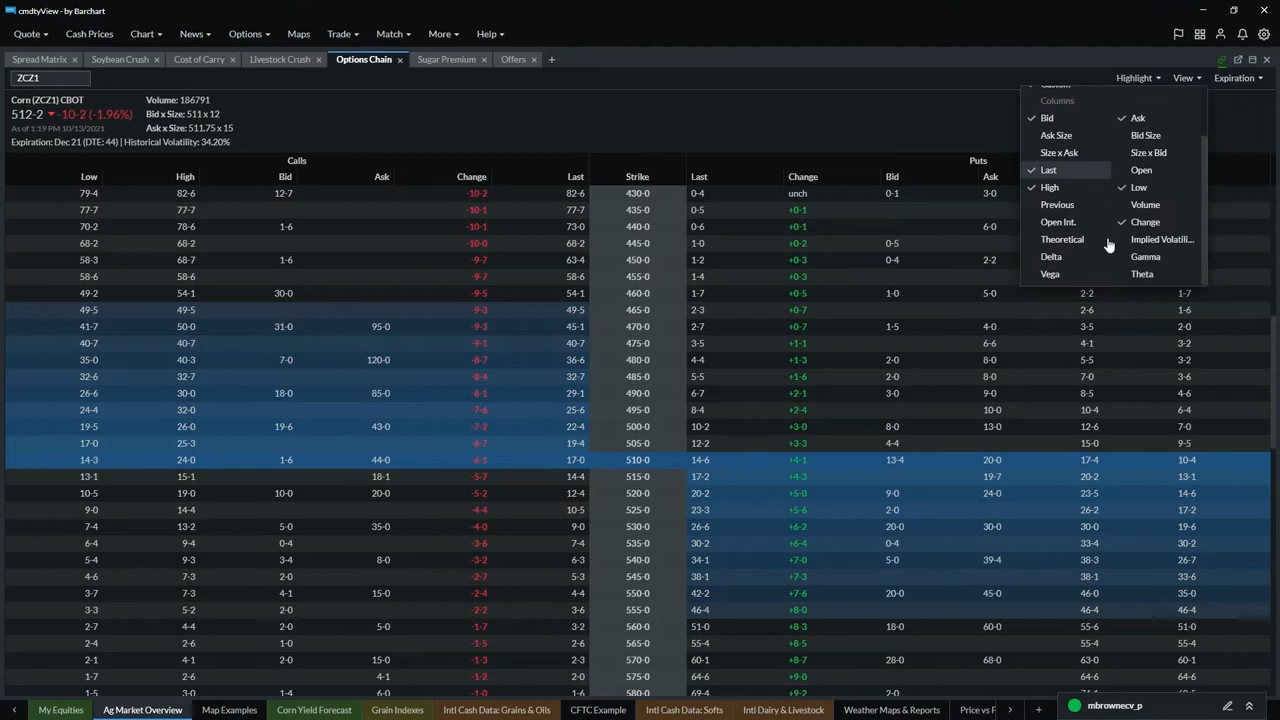 cmdtyView - by Barchart
Quote Cash Prices Chart News Options Maps Trade Match More Help
Spread Matrix × Soybean Crush × Cost of Carry × Livestock Crush × Options Chain × Sugar Premium × Offers × +
ZCZ1 Highlight View Expiration
Corn (ZCZ1) CBOT Volume: 186791
512-2 -10-2 (-1.96%) Bid x Size: 511 x 12
As of 1:19 PM 10/13/2021 Ask x Size: 511.75 x 15
Expiration: Dec 21 (DTE: 44) | Historical Volatility: 34.20%
Columns
Bid Ask
Ask Size Bid Size
Size x Ask Size x Bid
Last Open
High Low
Previous Volume
Open Int. Change
Theoretical Implied Volatili...
Delta Gamma
Vega Theta
Calls Puts
Low High Bid Ask Change Last Strike Last Change Bid Ask
79-4 82-6 12-7 -10-2 82-6 430-0 0-4 unch 0-1 3-0
77-7 77-7 -10-1 77-7 435-0 0-5 +0-1
70-2 78-6 1-6 -10-1 73-0 440-0 0-6 +0-1 6-0
68-2 68-2 -10-0 68-2 445-0 1-0 +0-2 0-5
58-3 68-7 1-6 -9-7 64-3 450-0 1-2 +0-2 0-4 2-2
58-6 58-6 -9-6 58-6 455-0 1-4 +0-3
49-2 54-1 30-0 -9-5 54-1 460-0 1-7 +0-5 1-0 5-0 2-2 1-7
49-5 49-5 -9-3 49-5 465-0 2-3 +0-7 2-6 1-6
41-7 50-0 31-0 95-0 -9-3 45-1 470-0 2-7 +0-7 1-5 4-0 3-5 2-0
40-7 40-7 -9-1 40-7 475-0 3-5 +1-1 6-6 4-1 3-2
35-0 40-3 7-0 120-0 -8-7 36-6 480-0 4-4 +1-3 2-0 8-0 5-5 3-2
32-6 32-7 -8-4 32-7 485-0 5-5 +1-6 2-0 8-0 7-0 3-6
26-6 30-0 18-0 85-0 -8-1 29-1 490-0 6-7 +2-1 3-0 9-0 8-5 4-6
24-4 32-0 -7-6 25-6 495-0 8-4 +2-4 10-0 10-4 6-4
19-5 26-0 19-6 43-0 -7-2 22-4 500-0 10-2 +3-0 8-0 13-0 12-6 7-0
17-0 25-3 -6-7 19-4 505-0 12-2 +3-3 4-4 15-0 9-5
14-3 24-0 1-6 44-0 -6-1 17-0 510-0 14-6 +4-1 13-4 20-0 17-4 10-4
13-1 15-1 18-1 -5-7 14-4 515-0 17-2 +4-3 19-7 20-2 13-1
10-5 19-0 10-0 20-0 -5-2 12-4 520-0 20-2 +5-0 9-0 24-0 23-5 14-6
9-0 14-4 -4-4 10-5 525-0 23-3 +5-6 2-0 26-2 17-2
7-4 13-2 5-0 35-0 -4-0 9-0 530-0 26-6 +6-2 20-0 30-0 30-0 19-6
6-4 9-4 0-4 -3-6 7-4 535-0 30-2 +6-4 0-4 33-4 30-2
5-4 9-3 3-4 8-0 -3-2 6-3 540-0 34-1 +7-0 5-0 39-4 38-3 26-7
4-6 7-3 2-0 -2-7 5-3 545-0 38-1 +7-3 38-1 33-6
3-7 7-3 4-1 15-0 -2-4 4-4 550-0 42-2 +7-6 20-0 45-0 46-0 35-0
3-3 5-2 2-0 -2-2 3-6 555-0 46-4 +8-0 46-4 46-4
2-7 4-4 2-0 5-0 -1-7 3-2 560-0 51-0 +8-3 18-0 60-0 55-6 47-6
2-4 2-6 1-0 -1-5 2-6 565-0 55-4 +8-5 55-4 55-4
2-1 4-1 2-0 15-0 -1-3 2-3 570-0 60-1 +8-7 28-0 68-0 63-0 60-1
1-7 2-6 4-1 -1-2 2-0 575-0 64-6 +9-0 64-6 64-6
1-5 3-0 1-4 6-0 -1-0 1-6 580-0 69-4 +9-2
My Equities Ag Market Overview Map Examples Corn Yield Forecast Grain Indexes Intl Cash Data: Grains & Oils CFTC Example Intl Cash Data: Softs Intl Dairy & Livestock Weather Maps & Reports Price vs F
mbrownecv_p